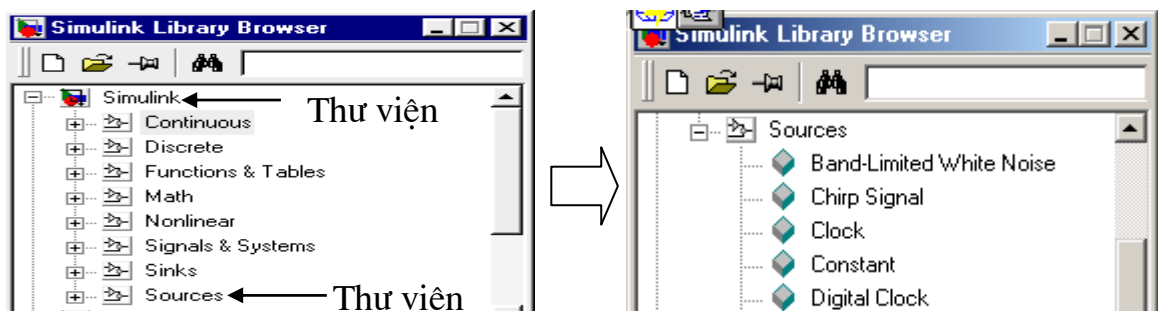 Simulink Library Browser
Simulink
Thư viện
Continuous
Discrete
Functions & Tables
Math
Nonlinear
Signals & Systems
Sinks
Sources
Thư viện
Simulink Library Browser
Sources
Band-Limited White Noise
Chirp Signal
Clock
Constant
Digital Clock